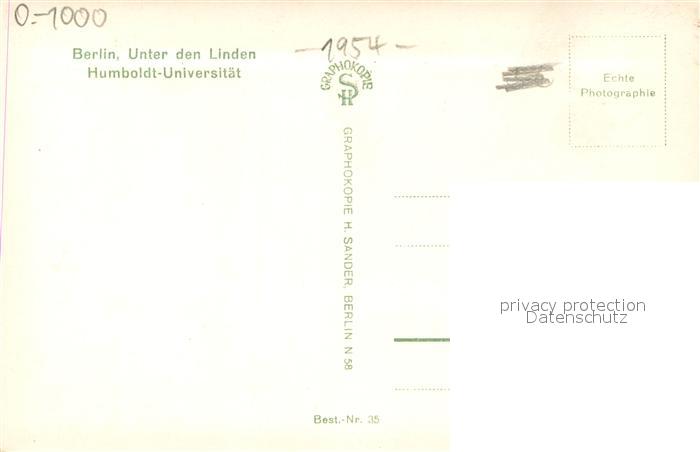 O-1000
Berlin, Unter den Linden
Humboldt-Universität
-1954-
GRAPHOKOPIE
SH
GRAPHOKOPIE H. SANDER, BERLIN N 58
Echte
Photographie
privacy protection
Datenschutz
Best.-Nr. 35